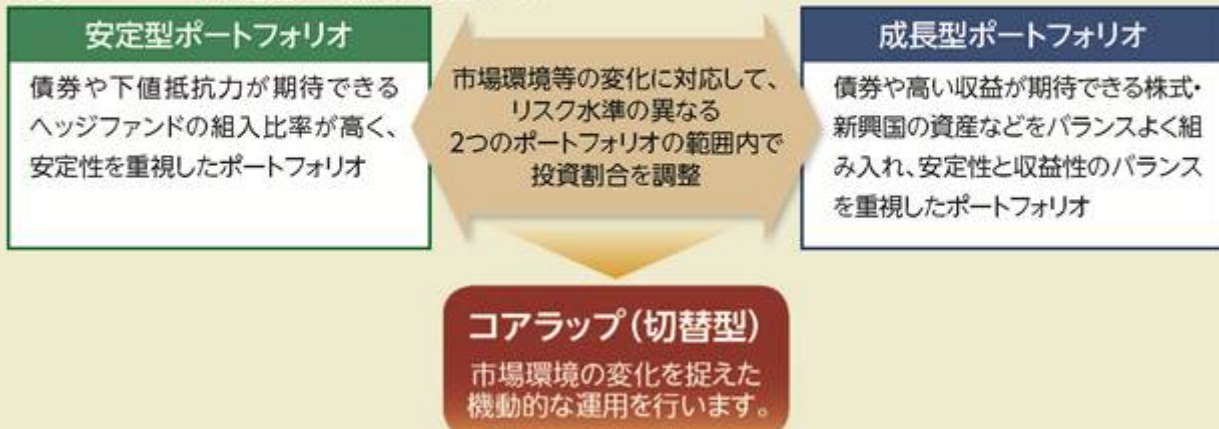 安定型ポートフォリオ
債券や下値抵抗力が期待できる
ヘッジファンドの組入比率が高く、
安定性を重視したポートフォリオ
市場環境等の変化に対応して、
リスク水準の異なる
2つのポートフォリオの範囲内で
投資割合を調整
成長型ポートフォリオ
債券や高い収益が期待できる株式・
新興国の資産などをバランスよく組
み入れ、安定性と収益性のバランス
を重視したポートフォリオ
コアラップ(切替型)
市場環境の変化を捉えた
機動的な運用を行います。